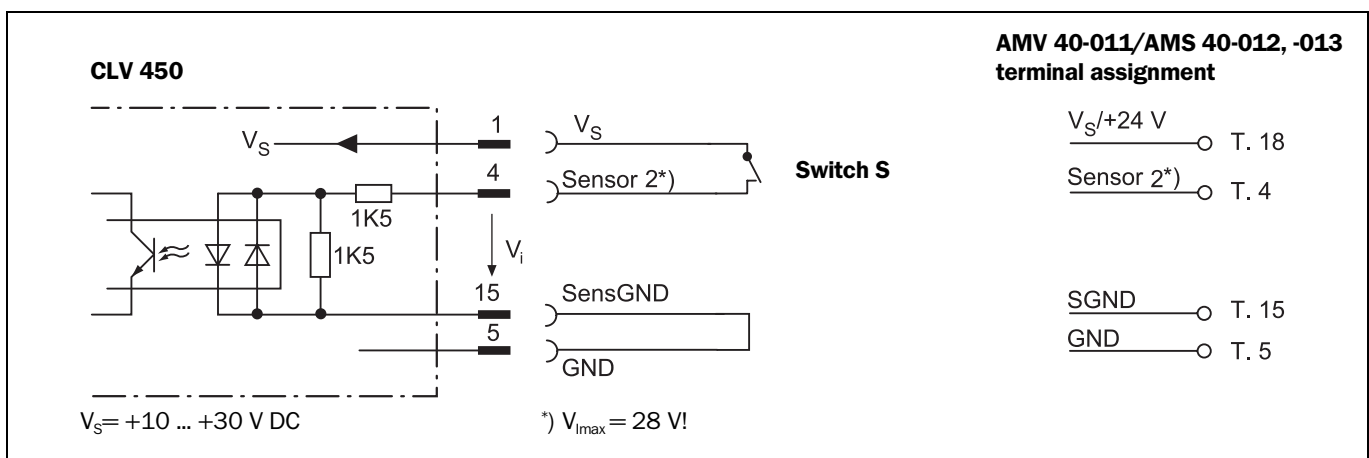 AMV 40-011/AMS 40-012, -013
terminal assignment
CLV 450
V_S
1
V_S
V_S/+24 V
T. 18
Switch S
4
Sensor 2*)
Sensor 2*)
T. 4
1K5
1K5
V_i
15
SensGND
SGND
T. 15
5
GND
GND
T. 5
V_S= +10 ... +30 V DC
*) V_Imax = 28 V!